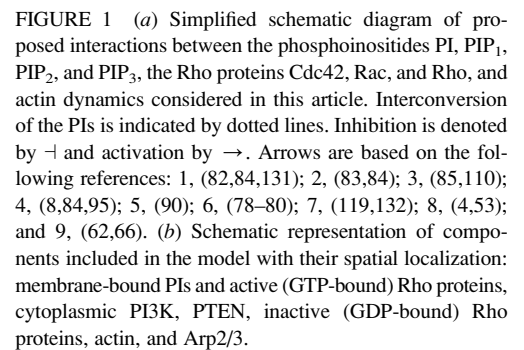 FIGURE 1 (a) Simplified schematic diagram of pro-
posed interactions between the phosphoinositides PI, PIP₁,
PIP₂, and PIP₃, the Rho proteins Cdc42, Rac, and Rho, and
actin dynamics considered in this article. Interconversion
of the PIs is indicated by dotted lines. Inhibition is denoted
by ⊣ and activation by →. Arrows are based on the fol-
lowing references: 1, (82,84,131); 2, (83,84); 3, (85,110);
4, (8,84,95); 5, (90); 6, (78–80); 7, (119,132); 8, (4,53);
and 9, (62,66). (b) Schematic representation of compo-
nents included in the model with their spatial localization:
membrane-bound PIs and active (GTP-bound) Rho proteins,
cytoplasmic PI3K, PTEN, inactive (GDP-bound) Rho
proteins, actin, and Arp2/3.